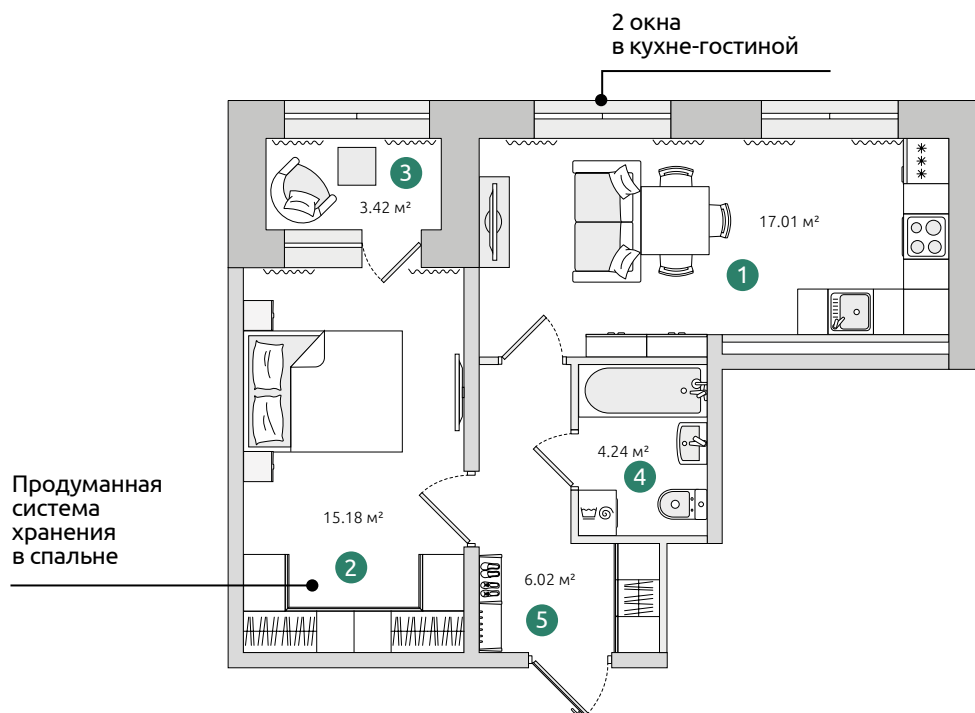 2 окна
в кухне-гостиной
3
3.42 м²
17.01 м²
1
4.24 м²
4
Продуманная
система
хранения
в спальне
15.18 м²
2
6.02 м²
5